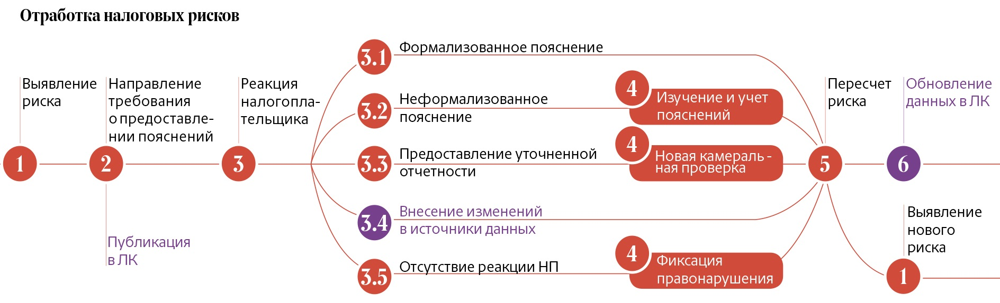 Отработка налоговых рисков
1
Выявление
риска
2
Направление
требования
о предоставле-
нии пояснений
Публикация
в ЛК
3
Реакция
налогопла-
тельщика
3.1
Формализованное пояснение
3.2
Неформализованное
пояснение
4
Изучение и учет
пояснений
3.3
Предоставление уточненной
отчетности
4
Новая камераль -
ная проверка
3.4
Внесение изменений
в источники данных
3.5
Отсутствие реакции НП
4
Фиксация
правонарушения
5
Пересчет
риска
6
Обновление
данных в ЛК
1
Выявление
нового
риска